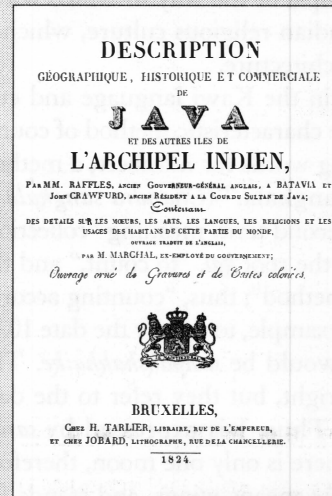 DESCRIPTION
GÉOGRAPHIQUE, HISTORIQUE ET COMMERCIALE
DE
JAVA
ET DES AUTRES ILES DE
L'ARCHIPEL INDIEN,
PAR MM. RAFFLES, ANCIEN GOUVERNEUR-GÉNÉRAL ANGLAIS, A BATAVIA ET
JOHN CRAWFURD, ANCIEN RÉSIDENT A LA COUR DU SULTAN DE JAVA;
Contenant
DES DÉTAILS SUR LES MŒURS, LES ARTS, LES LANGUES, LES RELIGIONS ET LES
USAGES DES HABITANS DE CETTE PARTIE DU MONDE,
OUVRAGE TRADUIT DE L'ANGLAIS,
PAR M. MARCHAL, EX-EMPLOYÉ DU GOUVERNEMENT;
Ouvrage orné de Gravures et de Cartes coloriées.
BRUXELLES,
CHEZ H. TARLIER, LIBRAIRE, RUE DE L'EMPEREUR,
ET CHEZ JOBARD, LITHOGRAPHE, RUE DE LA CHANCELLERIE.
1824